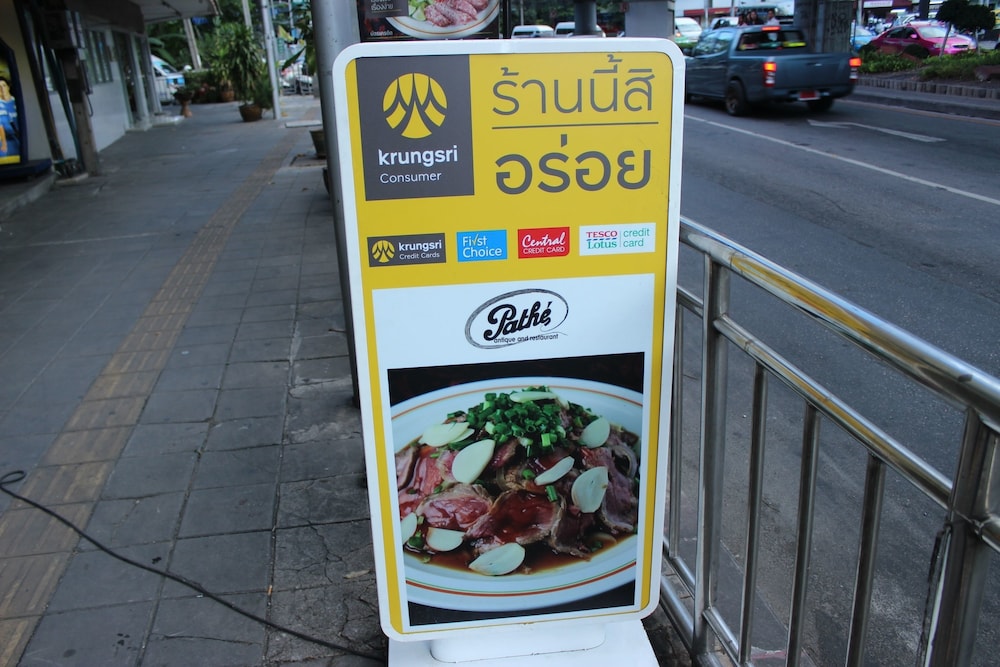 krungsri
Consumer
ร้านนี้สิ
อร่อย
krungsri
Credit Cards
First
Choice
Central
CREDIT CARD
TESCO
Lotus
credit
card
Pathé
antique and restaurant